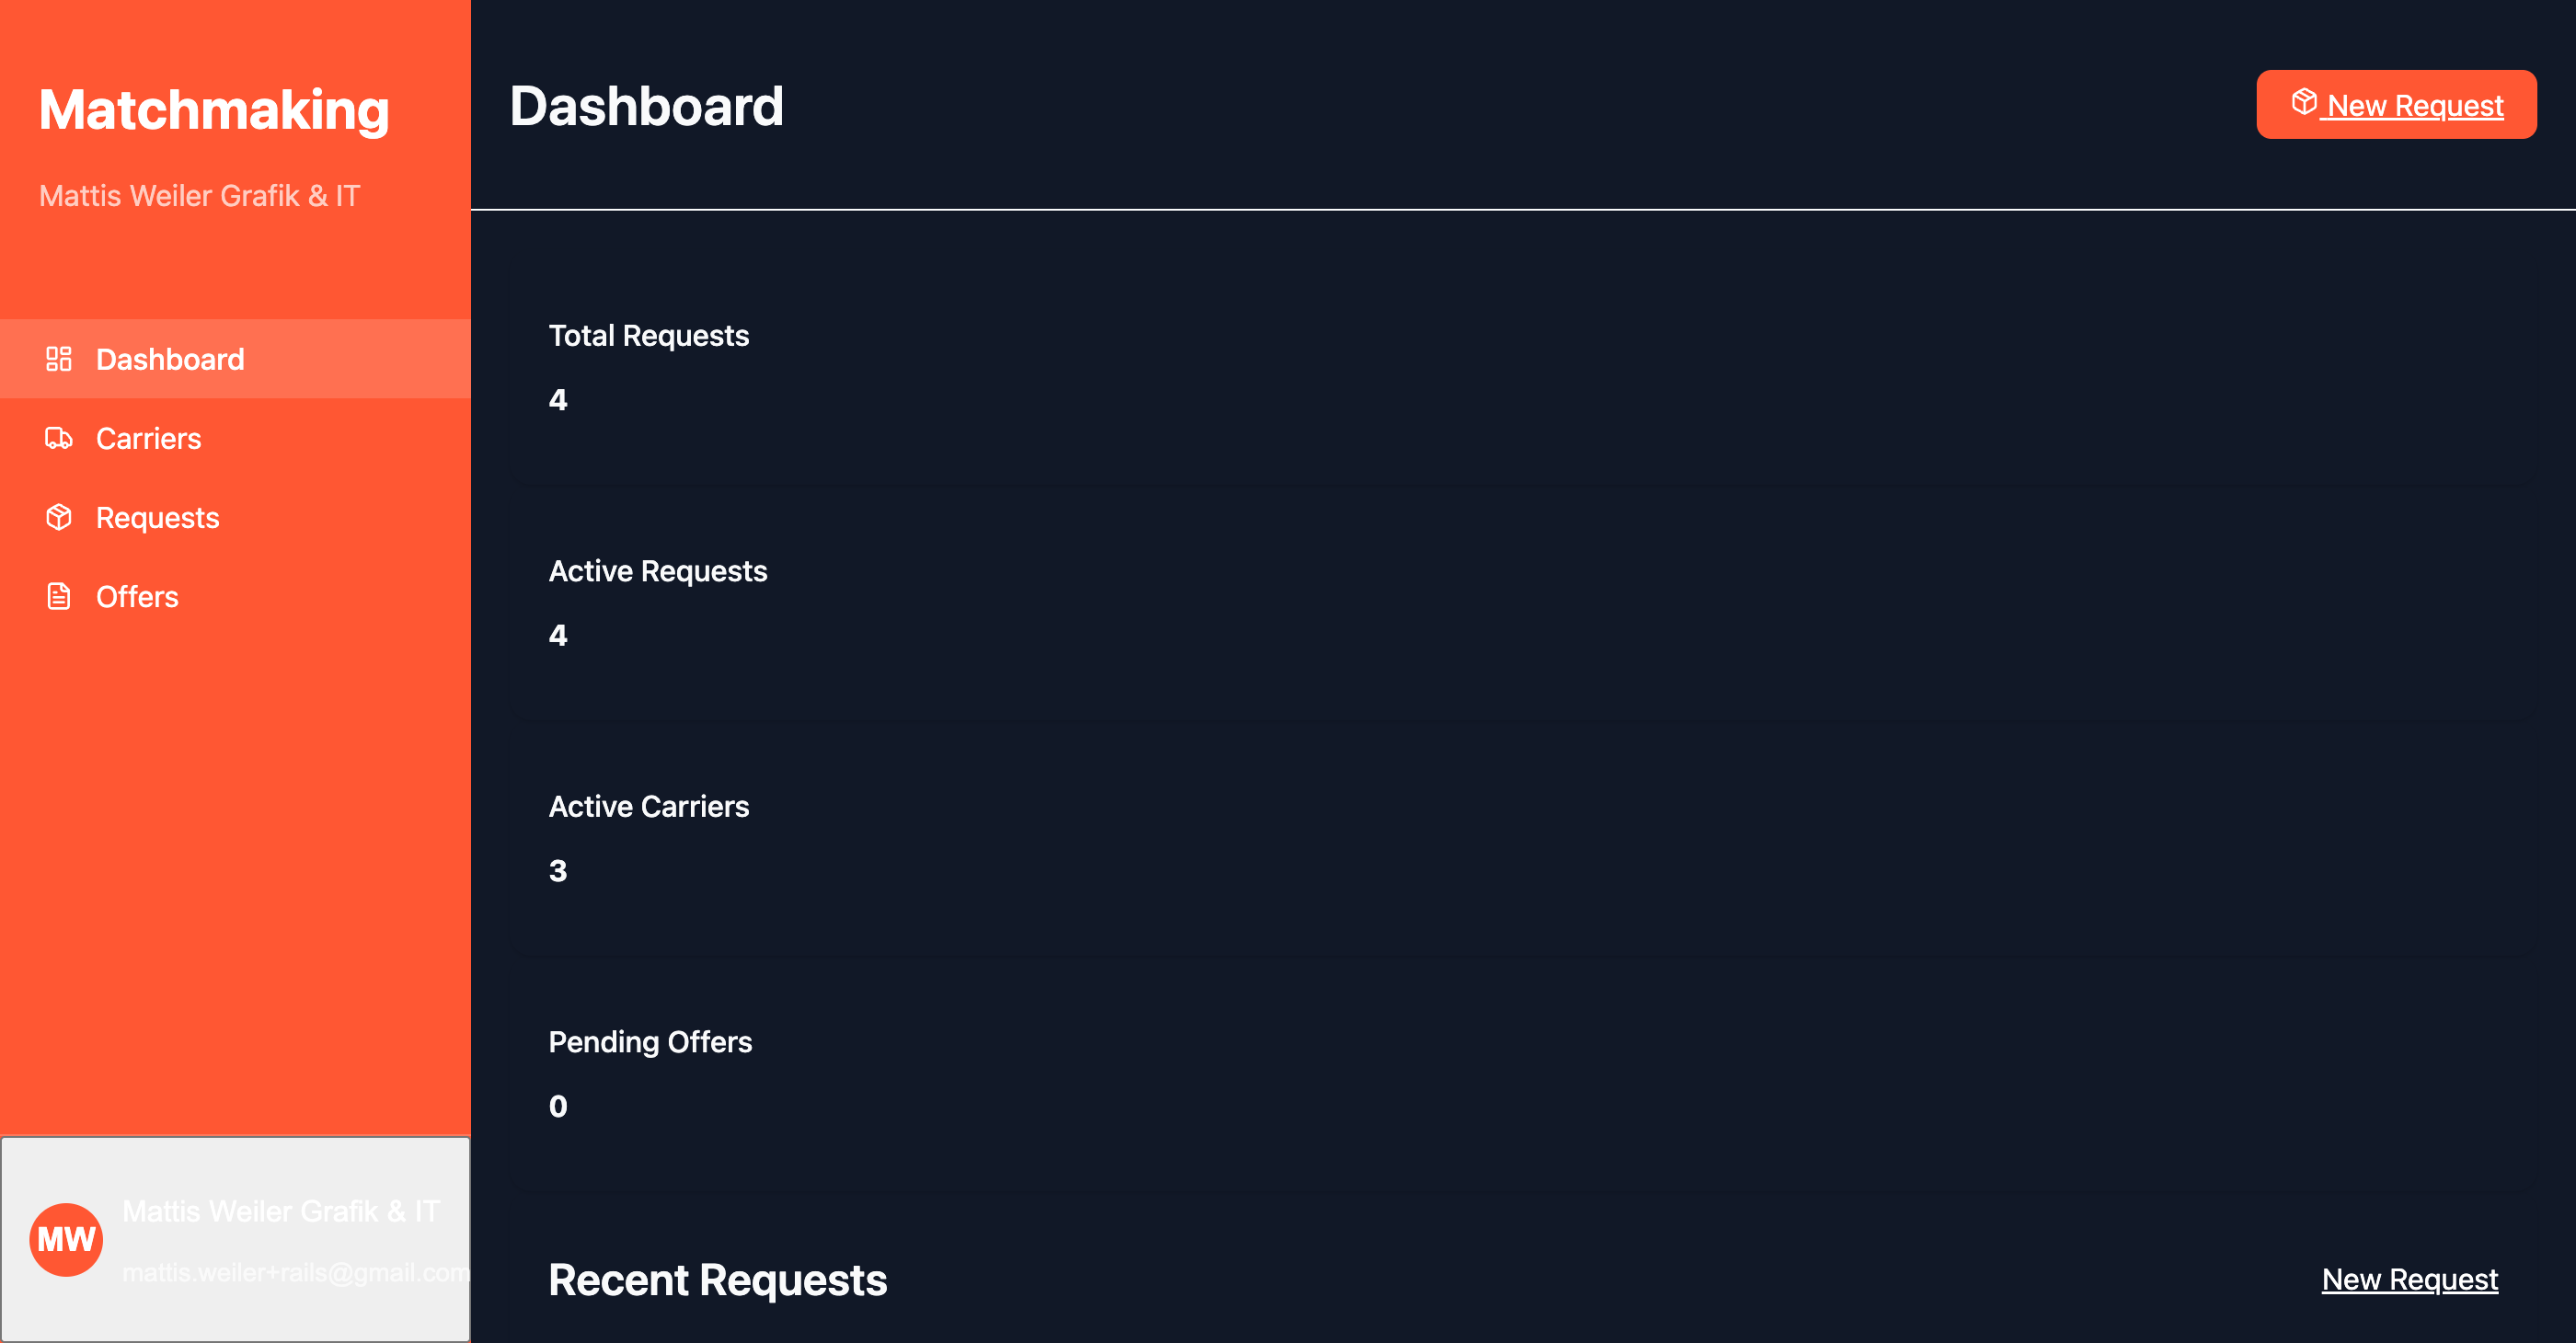 Matchmaking
Mattis Weiler Grafik & IT
Dashboard
Carriers
Requests
Offers
Mattis Weiler Grafik & IT
MW
mattis.weiler+rails@gmail.com
Dashboard
New Request
Total Requests
4
Active Requests
4
Active Carriers
3
Pending Offers
0
Recent Requests
New Request